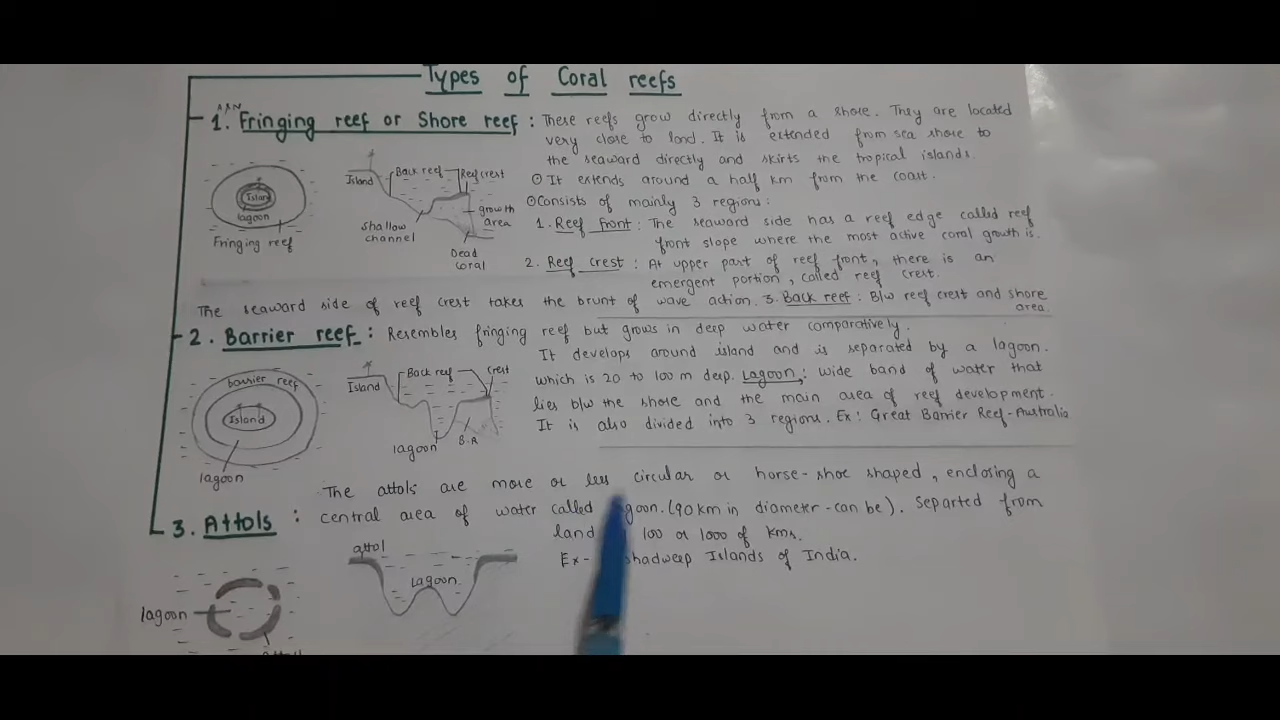 Types of Coral reefs
1. Fringing reef or Shore reef : These reefs grow directly from a shore. They are located
very close to land. It is extended from sea shore to
the seaward directly and skirts the tropical islands.
It extends around a half km from the coast.
Consists of mainly 3 regions:
1. Reef front : The seaward side has a reef edge called reef
front slope where the most active coral growth is.
2. Reef crest : At upper part of reef front, there is an
emergent portion, called reef crest.
Island
lagoon
Fringing reef
Island
Back reef
Reef crest
growth
area
Shallow
channel
Dead
coral
The seaward side of reef crest takes the brunt of wave action. 3. Back reef : B/w reef crest and shore
area.
2. Barrier reef : Resembles fringing reef but grows in deep water comparatively.
It develops around island and is separated by a lagoon.
which is 20 to 100 m deep. Lagoon : wide band of water that
lies b/w the shore and the main area of reef development.
It is also divided into 3 regions. Ex: Great Barrier Reef-Australia
barrier reef
Island
lagoon
Island
Back reef
Crest
lagoon
B.R
3. Attols : The attols are more or less circular or horse-shoe shaped, enclosing a
central area of water called lagoon. (90 km in diameter-can be). Separted from
land 100 or 1000 of kms.
Ex- shadweep Islands of India.
attol
lagoon
lagoon